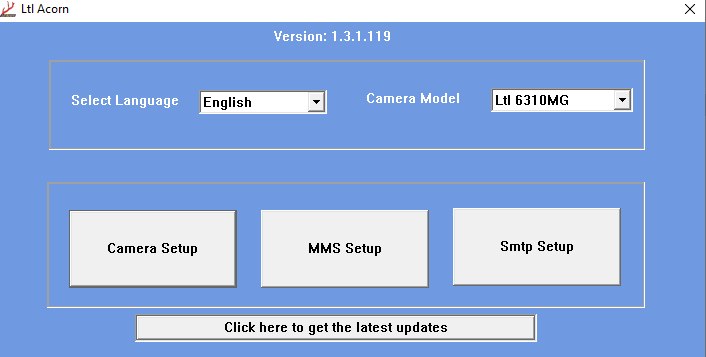 Ltl Acorn
Version: 1.3.1.119
Select Language English Camera Model Ltl 6310MG
Camera Setup MMS Setup Smtp Setup
Click here to get the latest updates